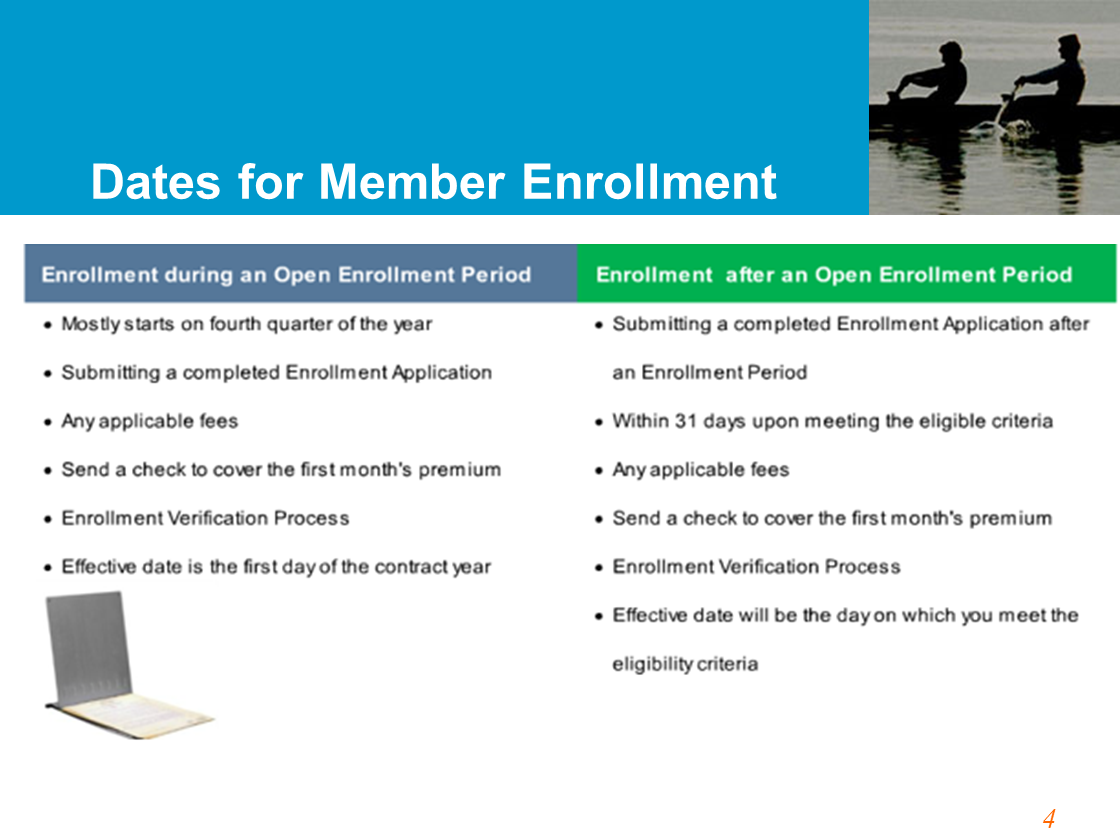 Dates for Member Enrollment
Enrollment during an Open Enrollment Period
• Mostly starts on fourth quarter of the year
• Submitting a completed Enrollment Application
• Any applicable fees
• Send a check to cover the first month's premium
• Enrollment Verification Process
• Effective date is the first day of the contract year
Enrollment after an Open Enrollment Period
• Submitting a completed Enrollment Application after
an Enrollment Period
• Within 31 days upon meeting the eligible criteria
• Any applicable fees
• Send a check to cover the first month's premium
• Enrollment Verification Process
• Effective date will be the day on which you meet the
eligibility criteria
4